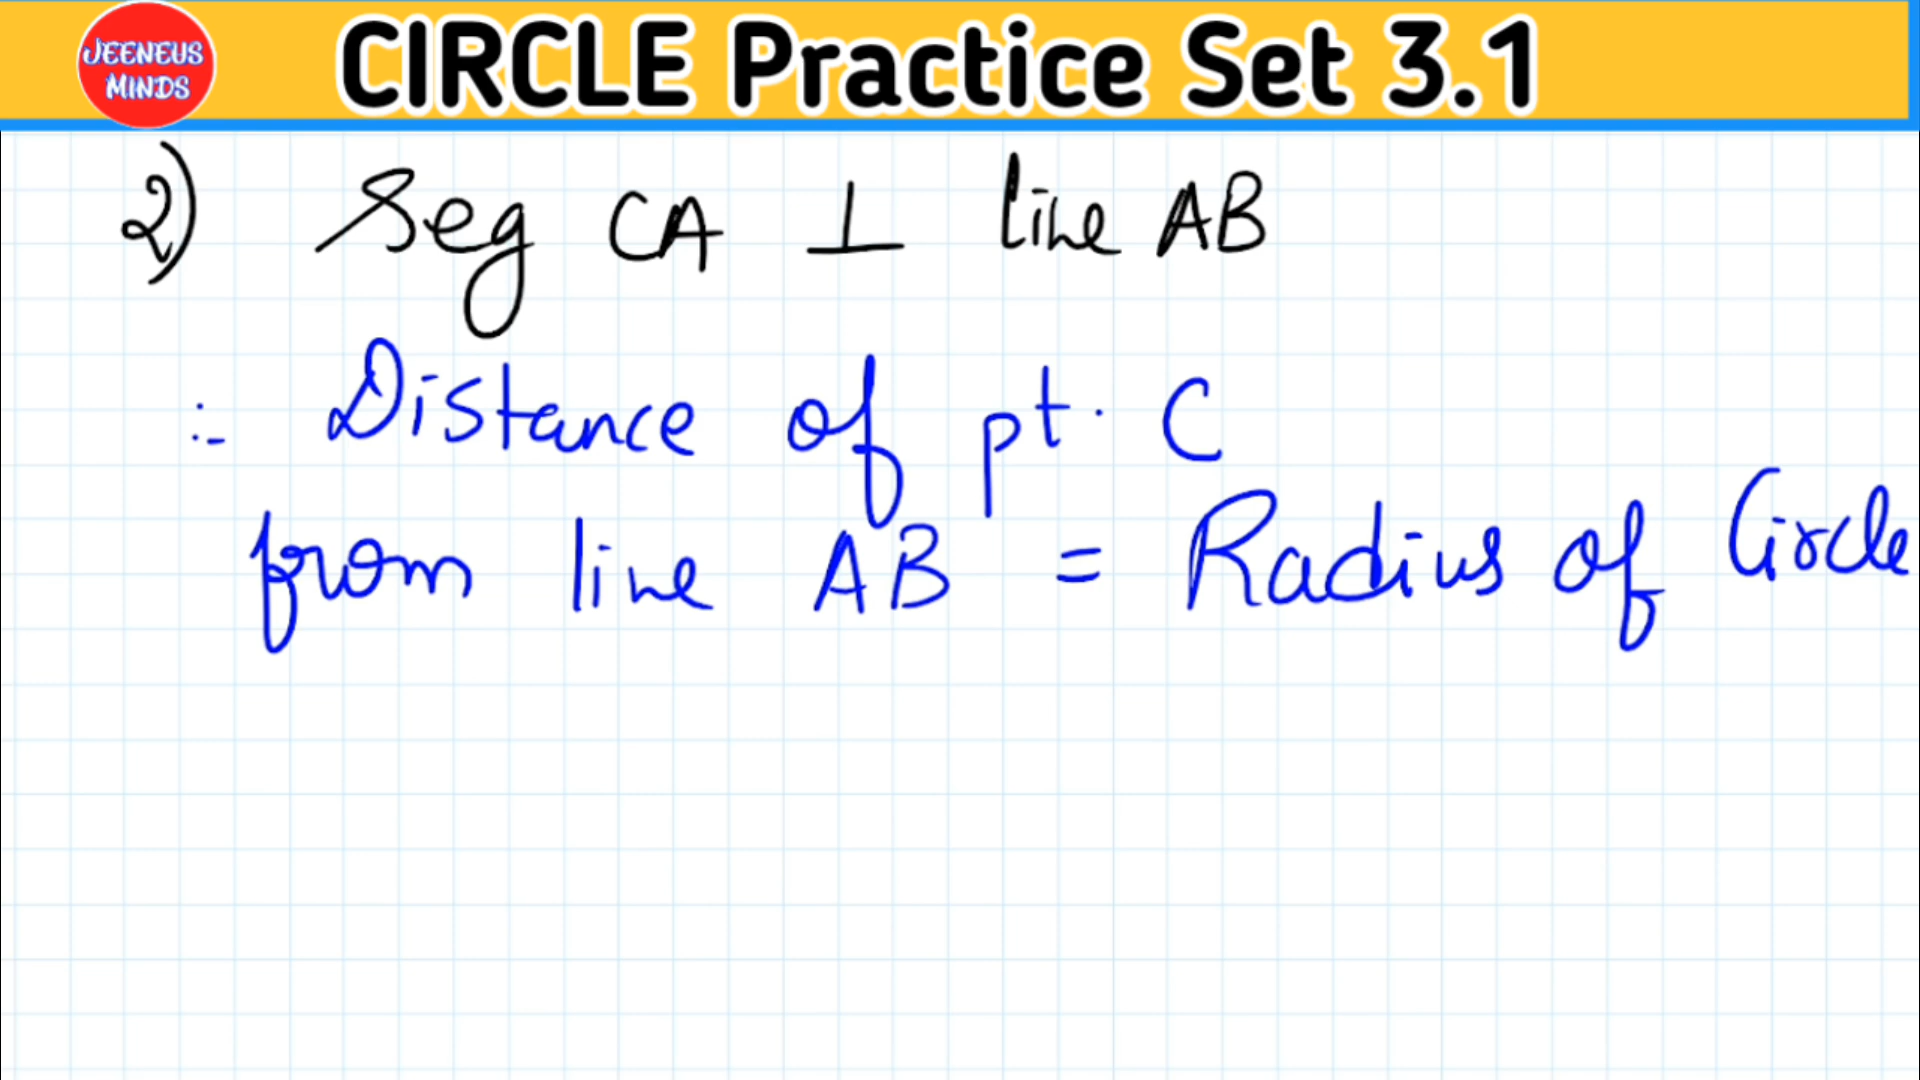 JEENEUS
MINDS
CIRCLE Practice Set 3.1
2) Seg CA ⊥ line AB
∴ Distance of pt. C
from line AB = Radius of Circle